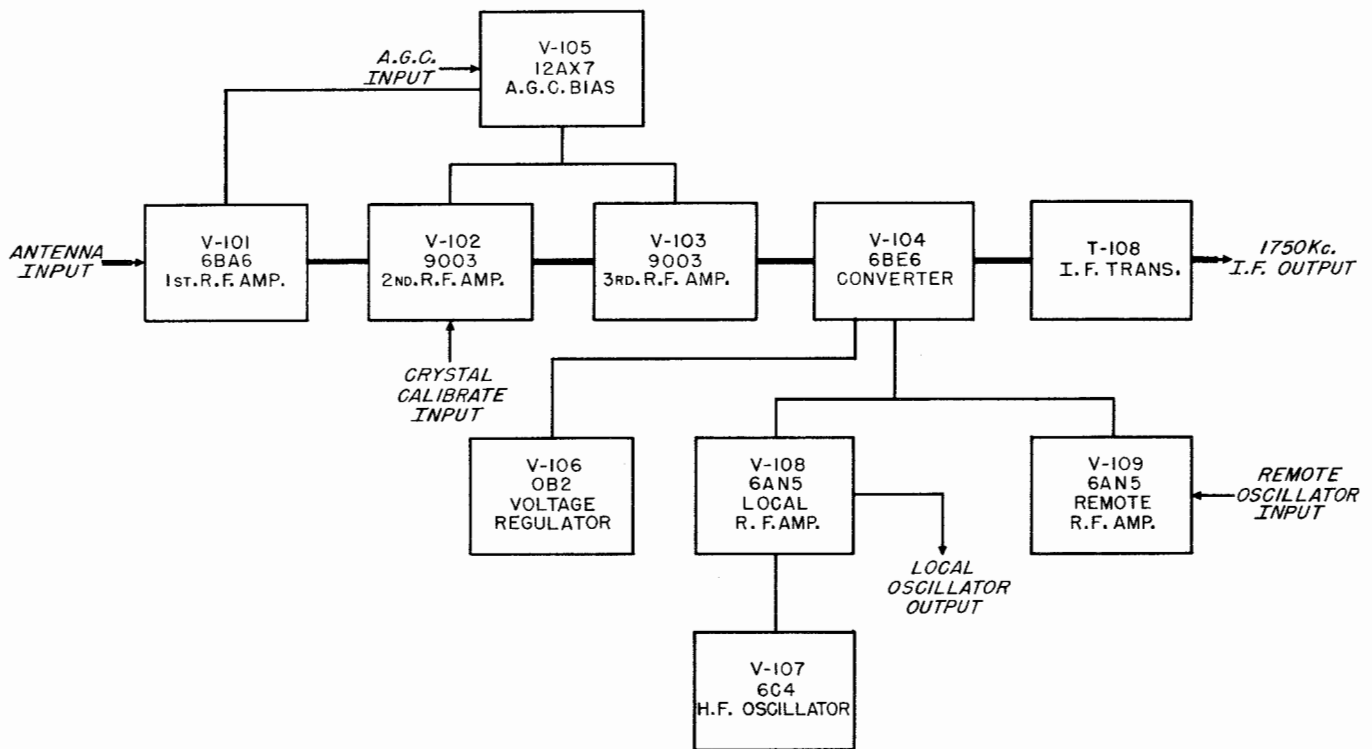 V-105
12AX7
A.G.C. BIAS
A.G.C.
INPUT
ANTENNA
INPUT
V-101
6BA6
1ST. R.F. AMP.
V-102
9003
2ND. R.F. AMP.
V-103
9003
3RD. R.F. AMP.
V-104
6BE6
CONVERTER
T-108
I.F. TRANS.
1750Kc.
I.F. OUTPUT
CRYSTAL
CALIBRATE
INPUT
V-106
OB2
VOLTAGE
REGULATOR
V-108
6AN5
LOCAL
R.F. AMP.
V-109
6AN5
REMOTE
R.F. AMP.
REMOTE
OSCILLATOR
INPUT
LOCAL
OSCILLATOR
OUTPUT
V-107
6C4
H.F. OSCILLATOR